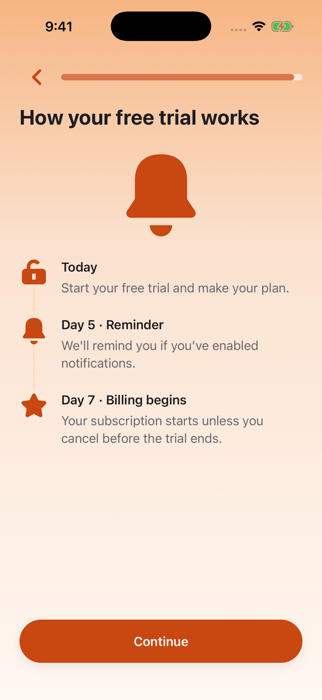 9:41
How your free trial works
Today
Start your free trial and make your plan.
Day 5 · Reminder
We'll remind you if you've enabled
notifications.
Day 7 · Billing begins
Your subscription starts unless you
cancel before the trial ends.
Continue